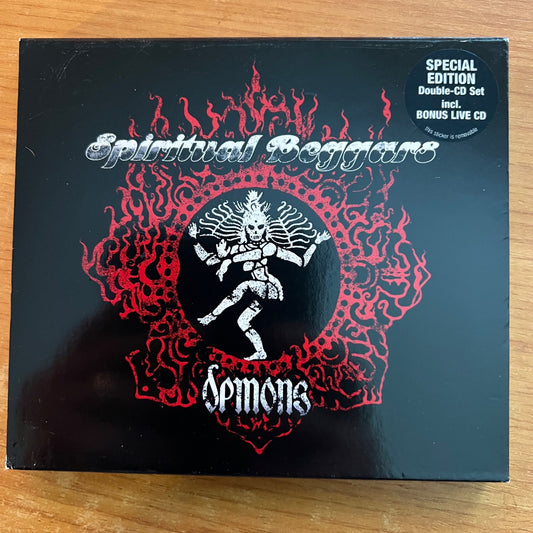 SPECIAL
EDITION
Double-CD Set
incl.
BONUS LIVE CD
This sticker is removable
Spiritual Beggars
Demons